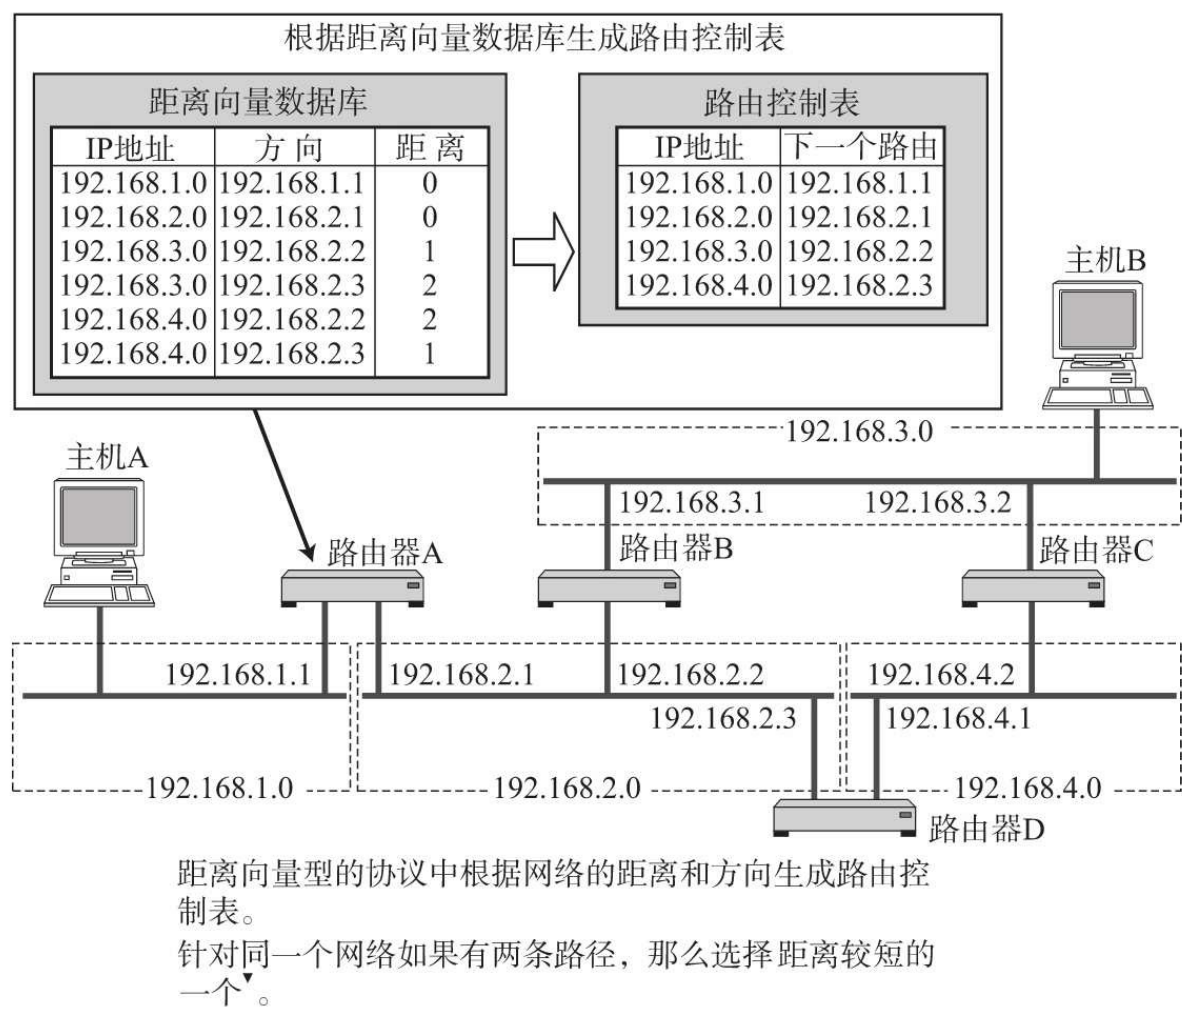 根据距离向量数据库生成路由控制表
距离向量数据库
IP地址 方向 距离
192.168.1.0 192.168.1.1 0
192.168.2.0 192.168.2.1 0
192.168.3.0 192.168.2.2 1
192.168.3.0 192.168.2.3 2
192.168.4.0 192.168.2.2 2
192.168.4.0 192.168.2.3 1
路由控制表
IP地址 下一个路由
192.168.1.0 192.168.1.1
192.168.2.0 192.168.2.1
192.168.3.0 192.168.2.2
192.168.4.0 192.168.2.3
主机B
192.168.3.0
主机A
192.168.3.1 192.168.3.2
路由器A 路由器B 路由器C
192.168.1.1 192.168.2.1 192.168.2.2 192.168.4.2
192.168.2.3 192.168.4.1
192.168.1.0 192.168.2.0 192.168.4.0
路由器D
距离向量型的协议中根据网络的距离和方向生成路由控
制表。
针对同一个网络如果有两条路径，那么选择距离较短的
一个▼。